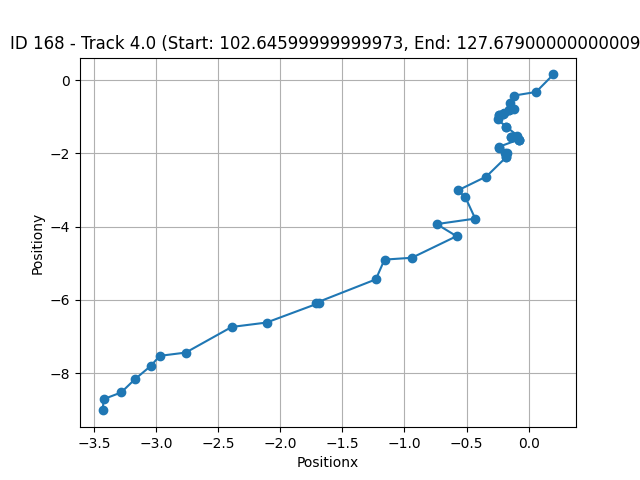 ID 168 - Track 4.0 (Start: 102.64599999999973, End: 127.67900000000009
0
−2
−4
−6
−8
Positiony
−3.5 −3.0 −2.5 −2.0 −1.5 −1.0 −0.5 0.0
Positionx